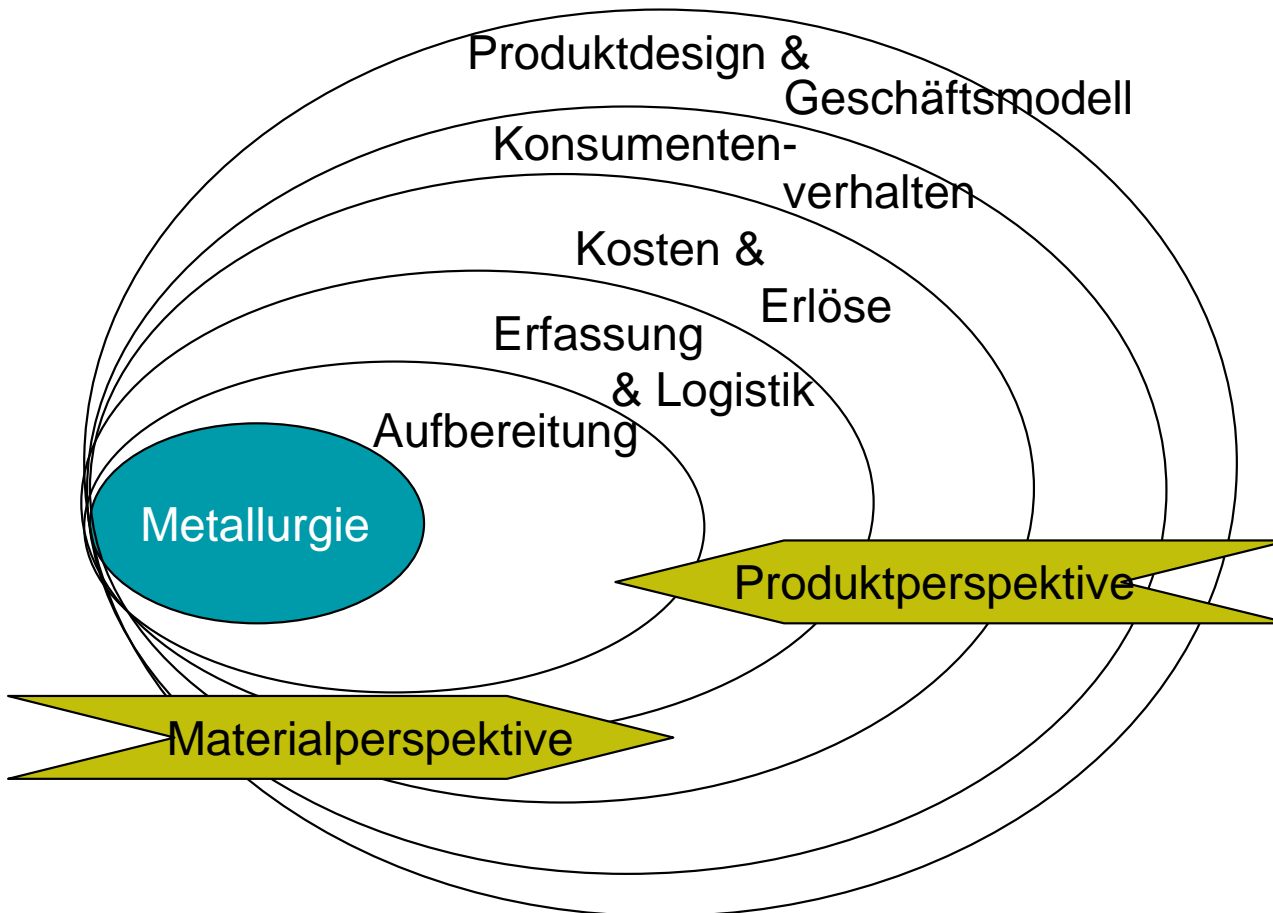 Produktdesign &
Geschäftsmodell
Konsumenten-
verhalten
Kosten &
Erlöse
Erfassung
& Logistik
Aufbereitung
Metallurgie
Produktperspektive
Materialperspektive